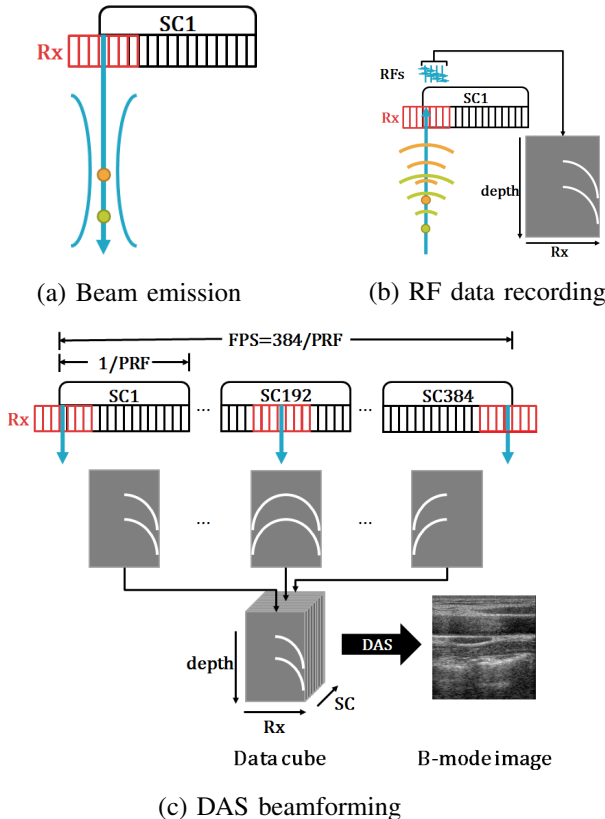 SC1
Rx
(a) Beam emission
RFs
SC1
Rx
depth
Rx
(b) RF data recording
FPS=384/PRF
1/PRF
SC1 ... SC192 ... SC384
Rx
... ...
depth
SC
Rx
DAS
Data cube B-mode image
(c) DAS beamforming